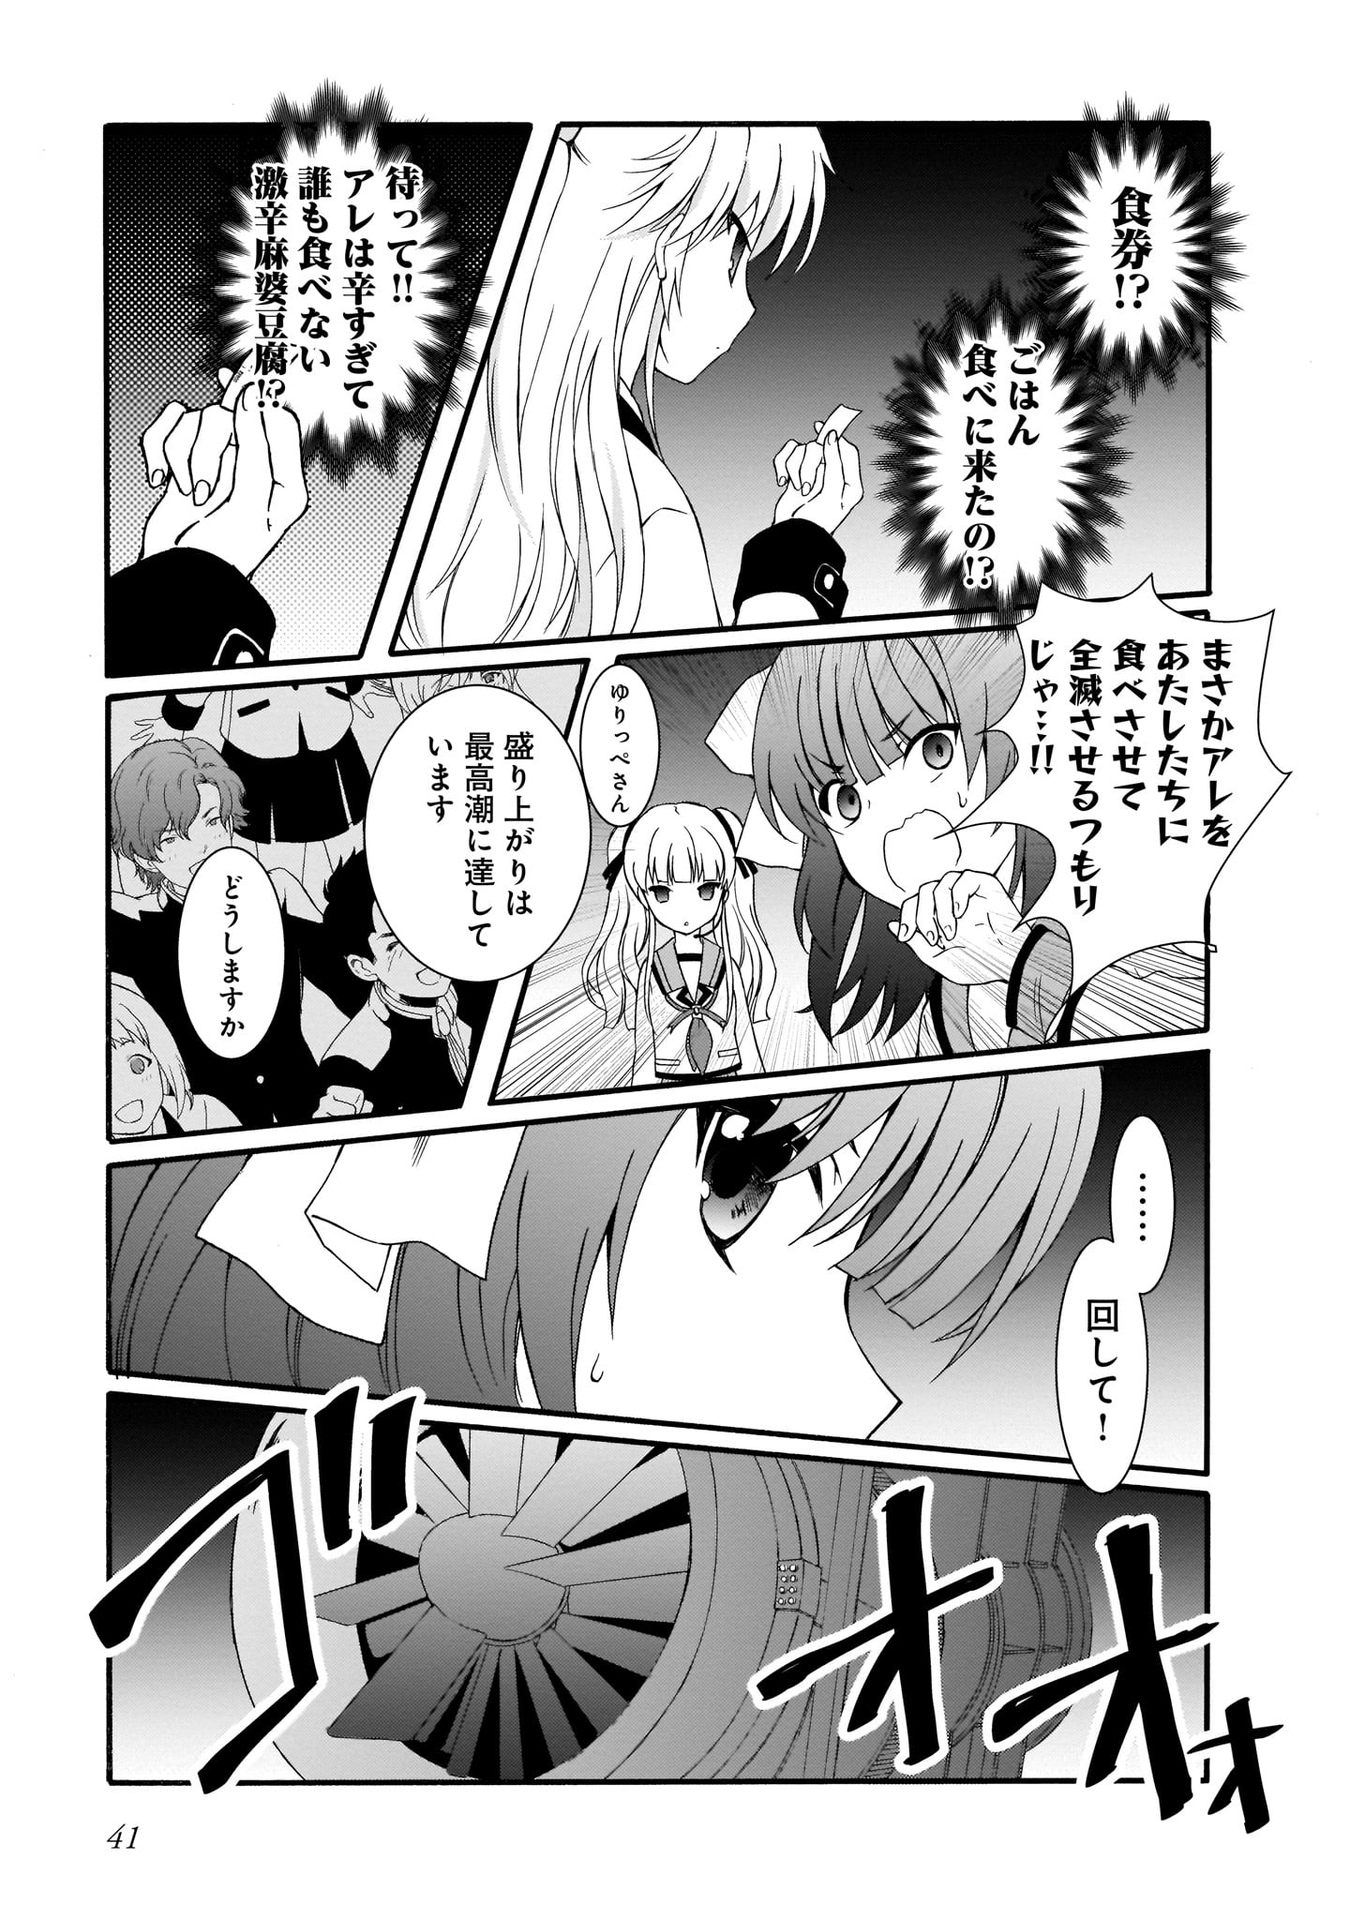 食券!?
ごはん
食べに来たの!?
待って!!
アレは辛すぎて
誰も食べない
激辛麻婆豆腐!?
まさかアレを
あたしたちに
食べさせて
全滅させるつもり
じゃ…!!
ゆりっぺさん
盛り上がりは
最高潮に達して
います
どうしますか
……
回して！
ゴオオオ
41